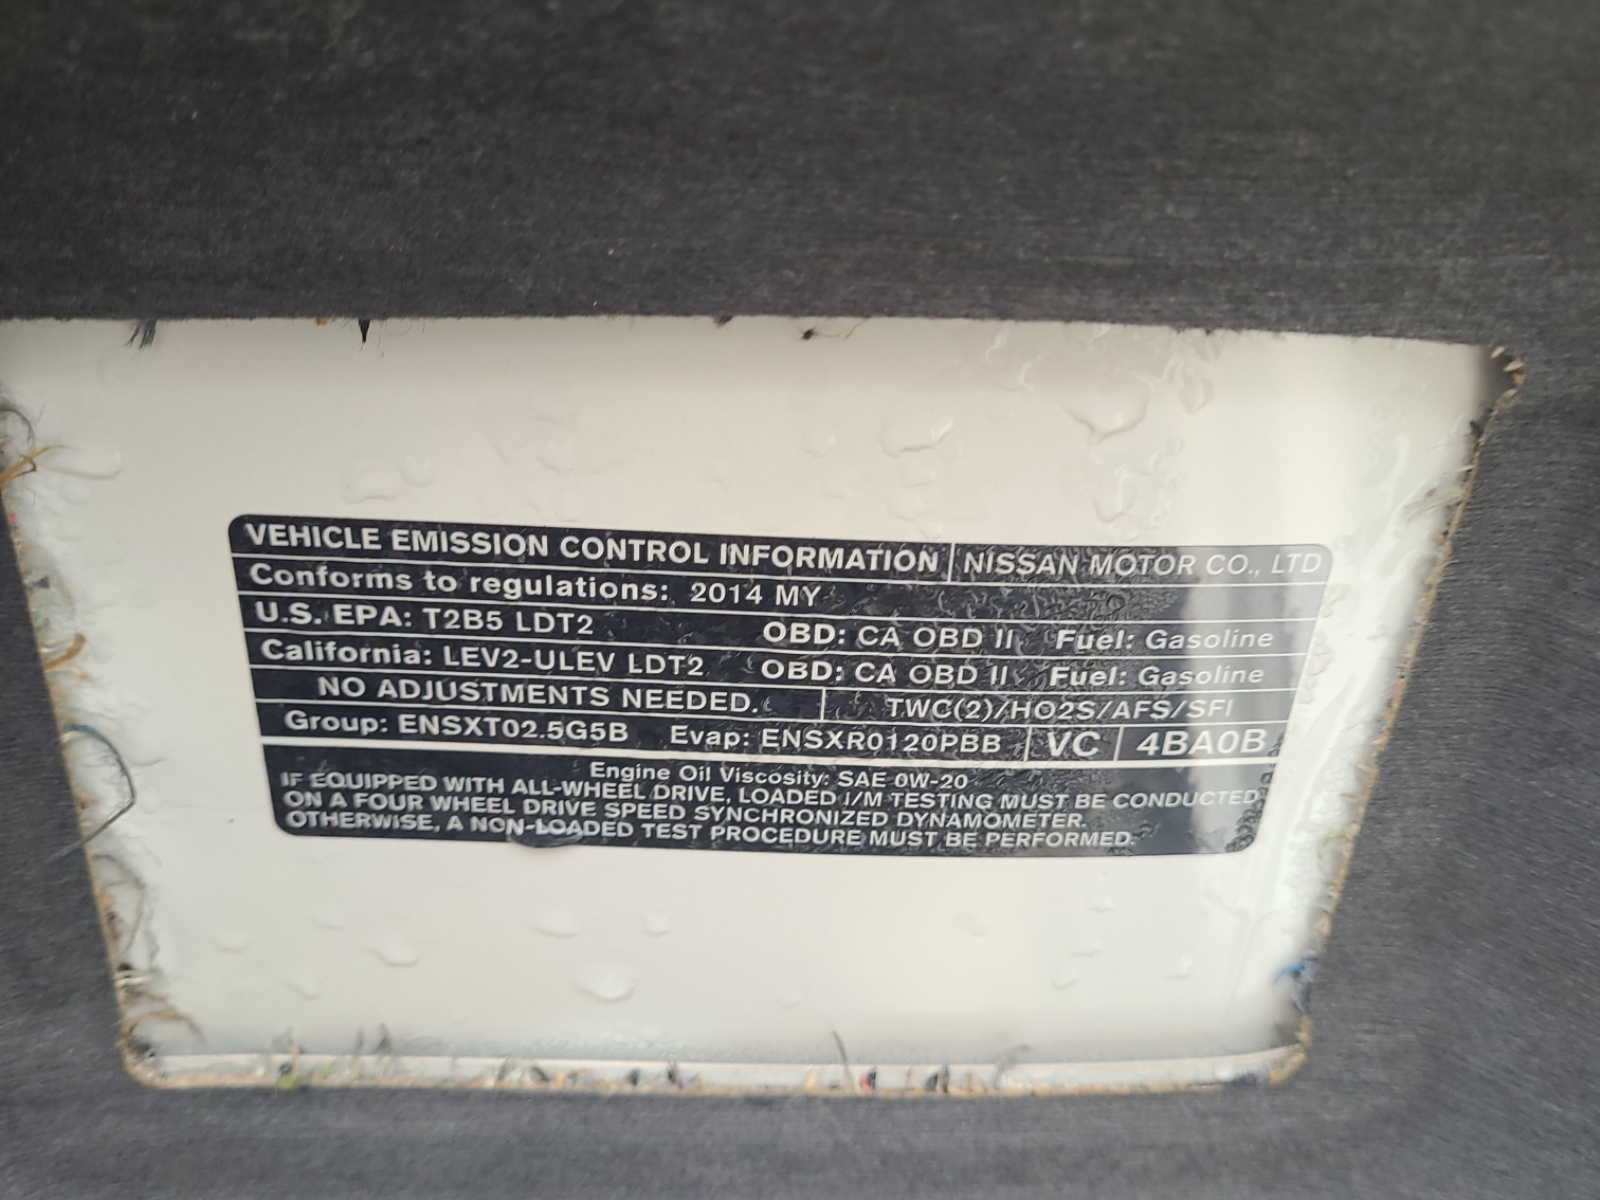 VEHICLE EMISSION CONTROL INFORMATION NISSAN MOTOR CO., LTD
Conforms to regulations: 2014 MY
U.S. EPA: T2B5 LDT2 OBD: CA OBD II Fuel: Gasoline
California: LEV2-ULEV LDT2 OBD: CA OBD II Fuel: Gasoline
NO ADJUSTMENTS NEEDED. TWC(2)/HO2S/AFS/SFI
Group: ENSXT02.5G5B Evap: ENSXR0120PBB VC 4BA0B
Engine Oil Viscosity: SAE 0W-20
IF EQUIPPED WITH ALL-WHEEL DRIVE, LOADED I/M TESTING MUST BE CONDUCTED
ON A FOUR WHEEL DRIVE SPEED SYNCHRONIZED DYNAMOMETER.
OTHERWISE, A NON-LOADED TEST PROCEDURE MUST BE PERFORMED.